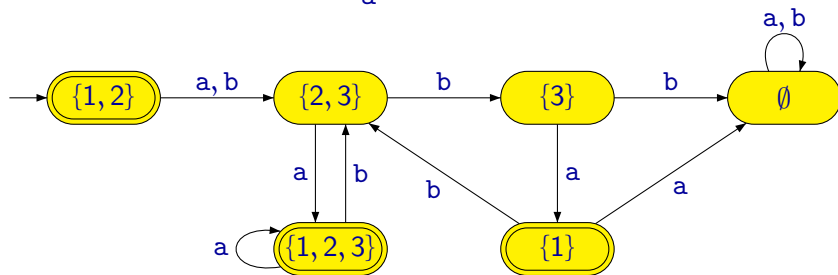 a
a, b
{1, 2}
a, b
{2, 3}
b
{3}
b
∅
a
b
b
a
a
a
{1, 2, 3}
{1}